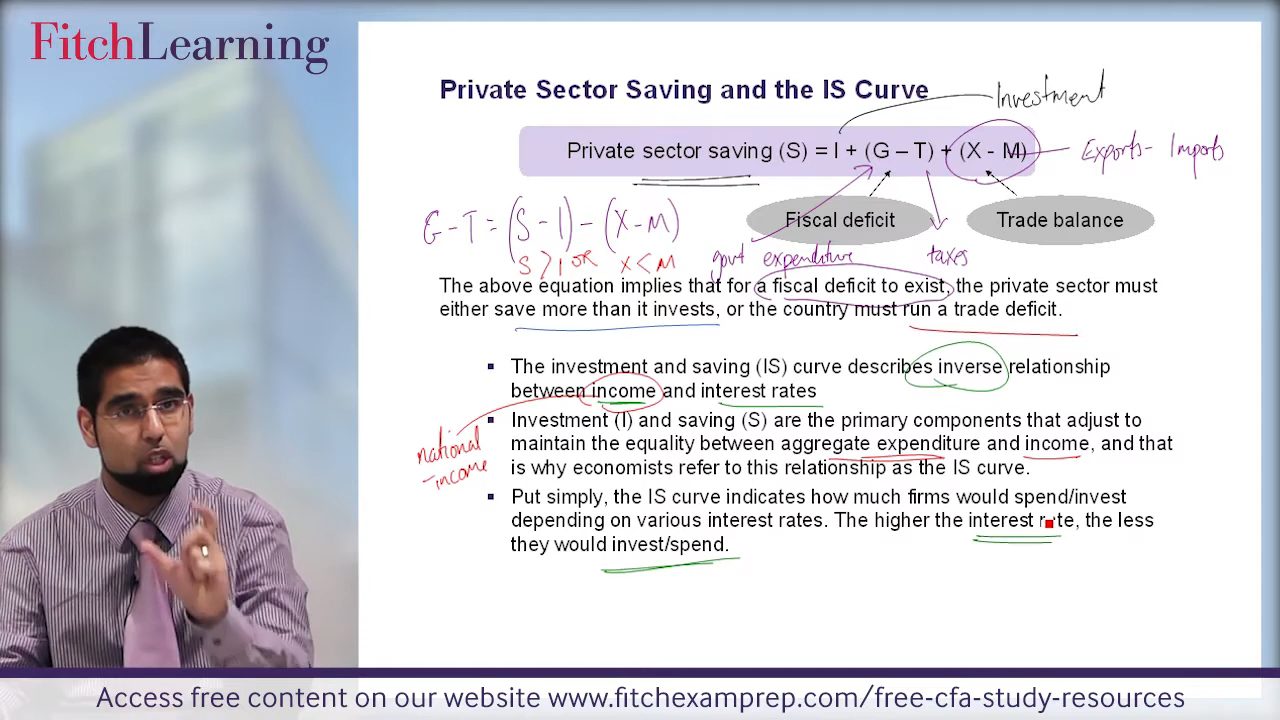 FitchLearning
Private Sector Saving and the IS Curve
Investment
Private sector saving (S) = I + (G – T) + (X - M)
Exports - Imports
G - T = (S - I) - (X - M)
Fiscal deficit
Trade balance
S > I or X < M
govt expenditure
taxes
The above equation implies that for a fiscal deficit to exist, the private sector must
either save more than it invests, or the country must run a trade deficit.
▪ The investment and saving (IS) curve describes inverse relationship
between income and interest rates
▪ Investment (I) and saving (S) are the primary components that adjust to
maintain the equality between aggregate expenditure and income, and that
is why economists refer to this relationship as the IS curve.
national
income
▪ Put simply, the IS curve indicates how much firms would spend/invest
depending on various interest rates. The higher the interest rate, the less
they would invest/spend.
Access free content on our website www.fitchexamprep.com/free-cfa-study-resources